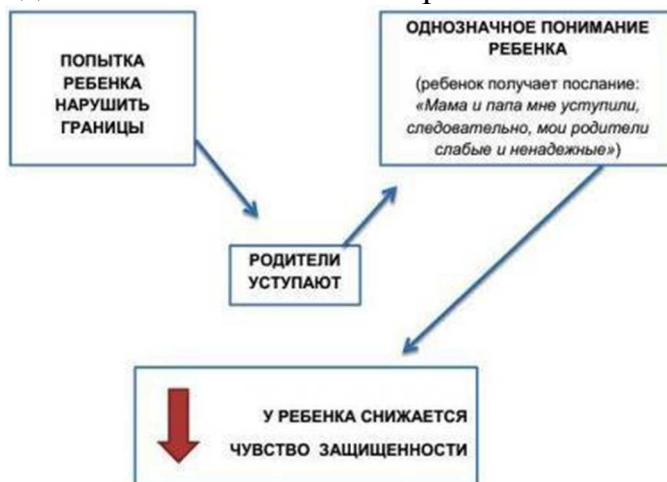 ПОПЫТКА
РЕБЕНКА
НАРУШИТЬ
ГРАНИЦЫ
ОДНОЗНАЧНОЕ ПОНИМАНИЕ
РЕБЕНКА
(ребенок получает послание:
«Мама и папа мне уступили,
следовательно, мои родители
слабые и ненадежные»)
РОДИТЕЛИ
УСТУПАЮТ
У РЕБЕНКА СНИЖАЕТСЯ
ЧУВСТВО ЗАЩИЩЕННОСТИ